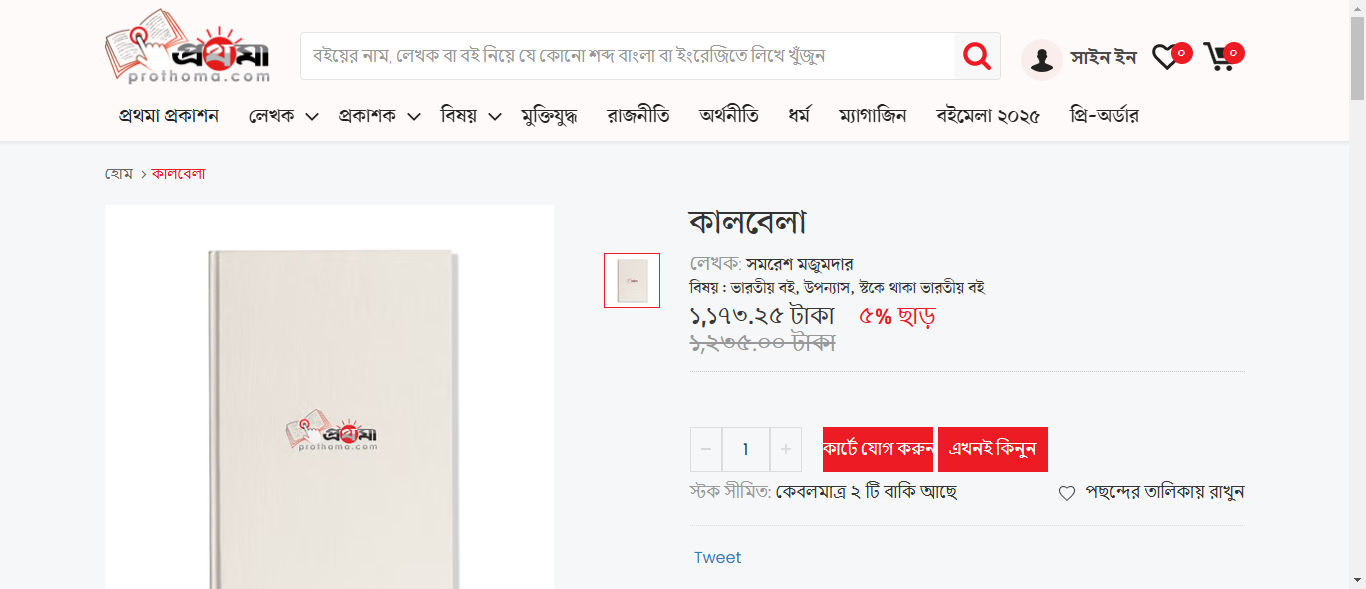 প্রথমা
prothoma.com
বইয়ের নাম, লেখক বা বই নিয়ে যে কোনো শব্দ বাংলা বা ইংরেজিতে লিখে খুঁজুন
সাইন ইন
০
০
প্রথমা প্রকাশন লেখক প্রকাশক বিষয় মুক্তিযুদ্ধ রাজনীতি অর্থনীতি ধর্ম ম্যাগাজিন বইমেলা ২০২৫ প্রি-অর্ডার
হোম > কালবেলা
কালবেলা
লেখক: সমরেশ মজুমদার
বিষয় : ভারতীয় বই, উপন্যাস, স্টকে থাকা ভারতীয় বই
১,১৭৩.২৫ টাকা ৫% ছাড়
১,২৩৫.০০ টাকা
প্রথমা
prothoma.com
− 1 + কার্টে যোগ করুন এখনই কিনুন
স্টক সীমিত: কেবলমাত্র ২ টি বাকি আছে পছন্দের তালিকায় রাখুন
Tweet